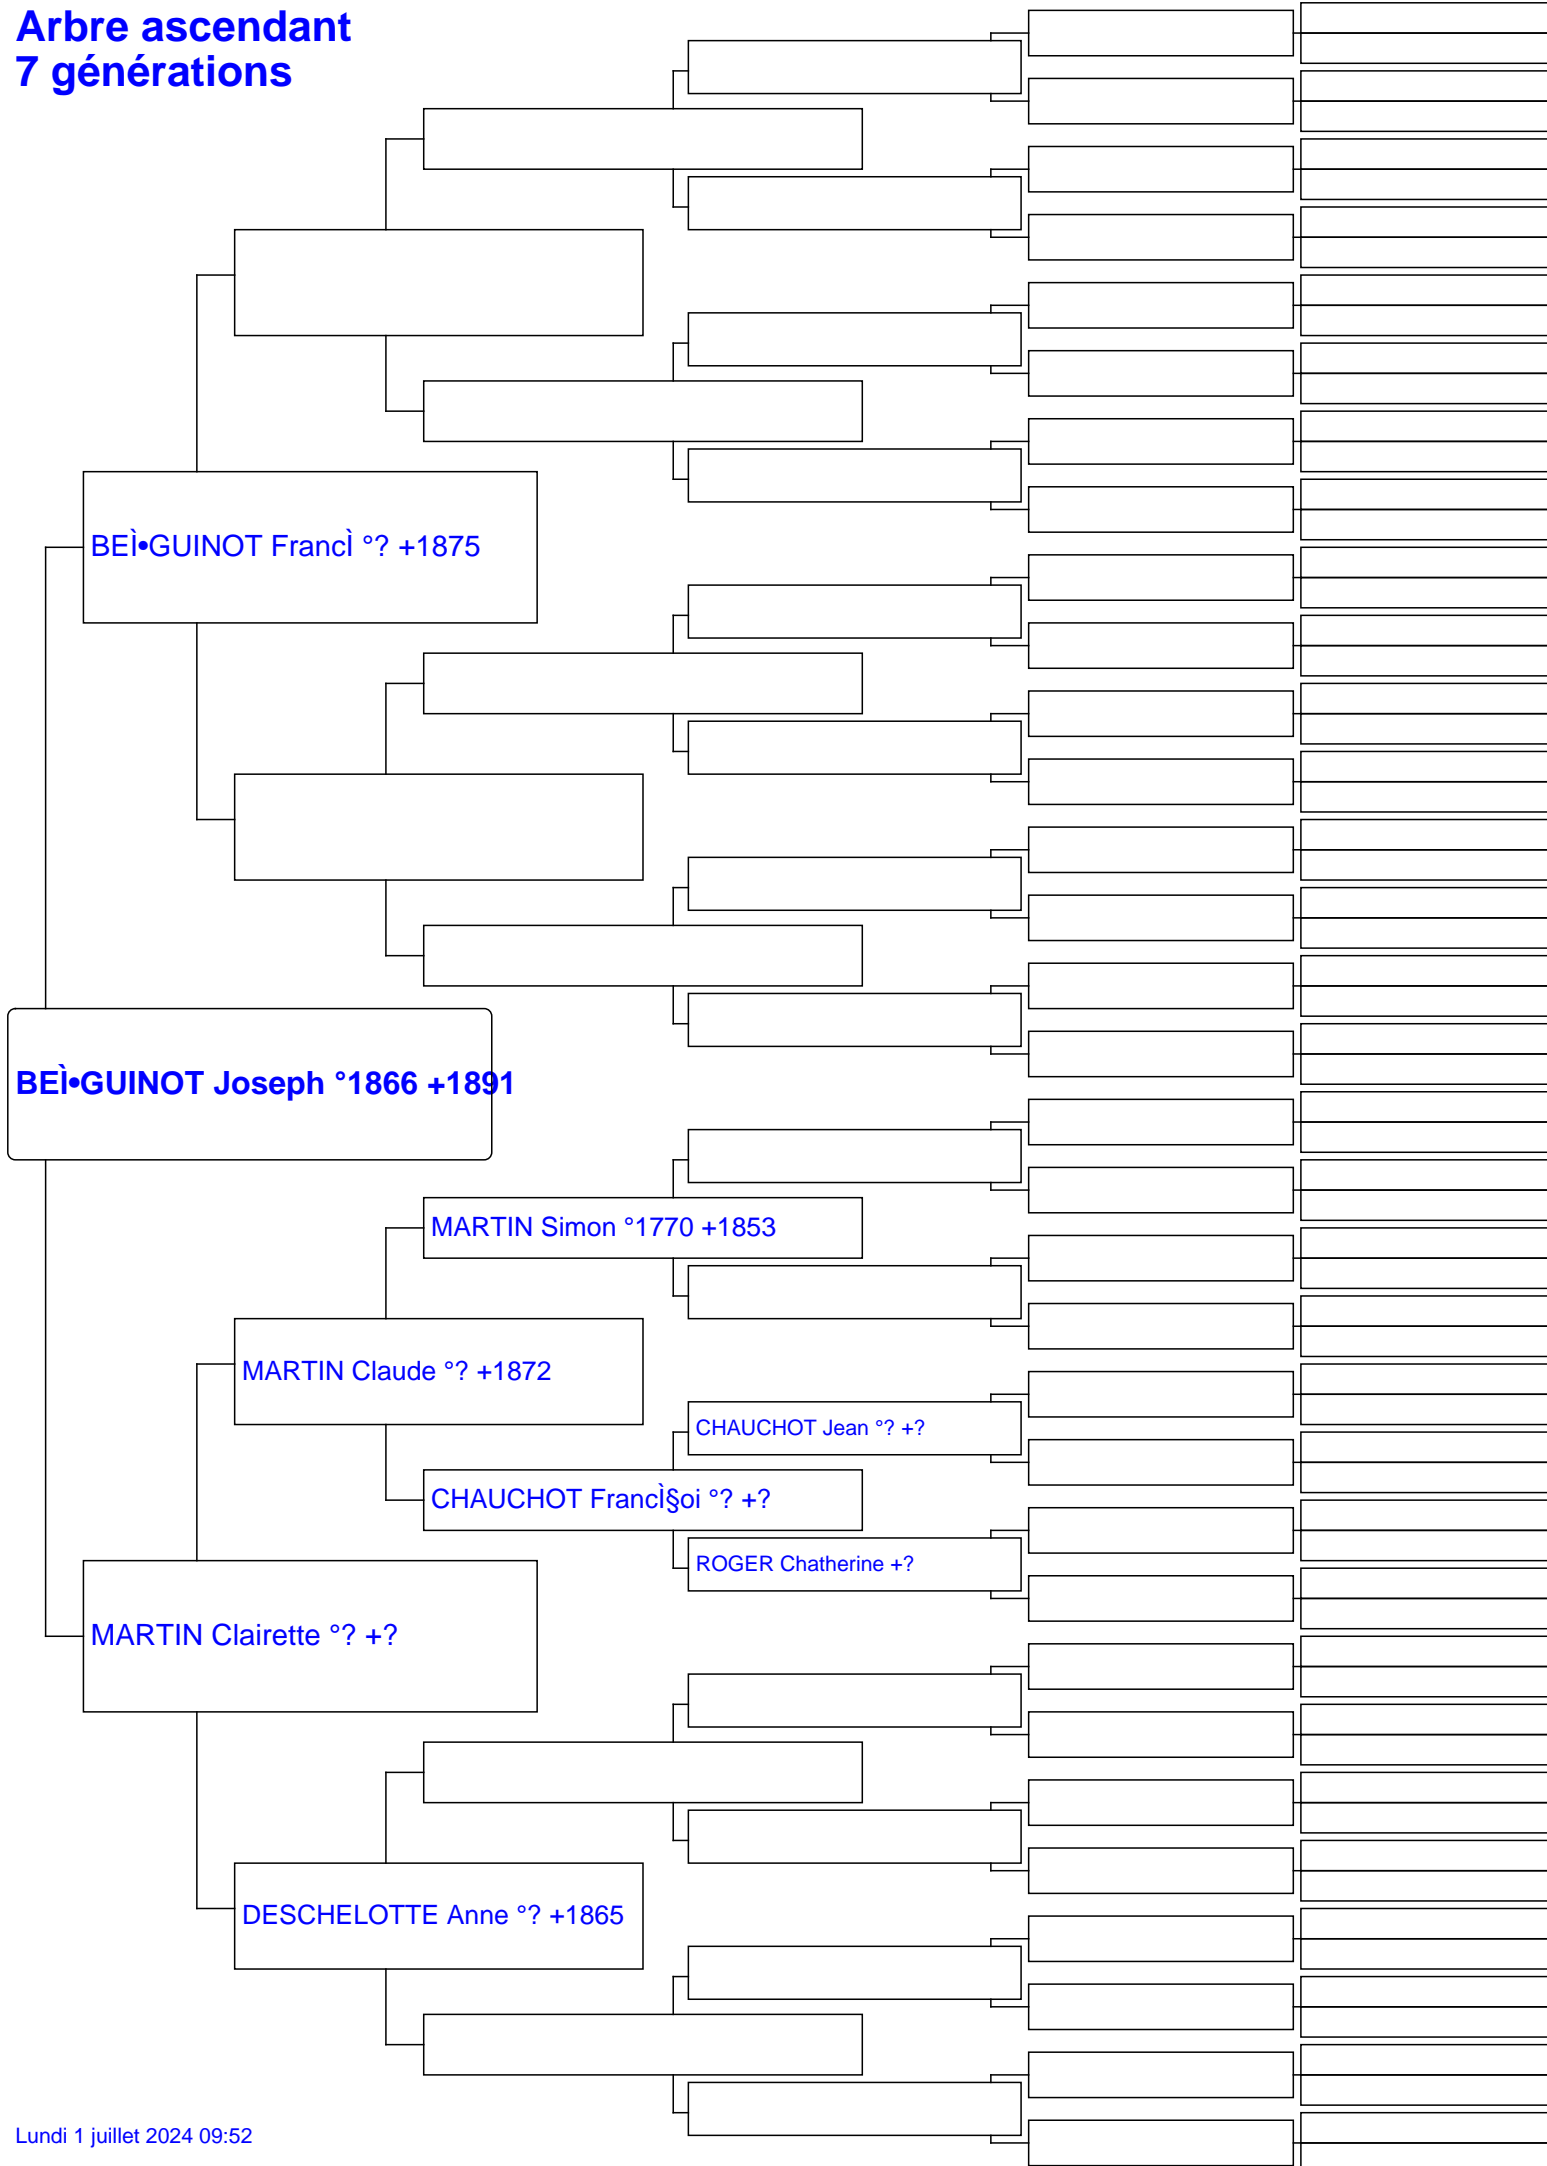 Arbre ascendant
7 générations
BEÌ•GUINOT FrancÌ °? +1875
BEÌ•GUINOT Joseph °1866 +1891
MARTIN Simon °1770 +1853
MARTIN Claude °? +1872
CHAUCHOT Jean °? +?
CHAUCHOT FrancÌ§oi °? +?
ROGER Chatherine +?
MARTIN Clairette °? +?
DESCHELOTTE Anne °? +1865
Lundi 1 juillet 2024 09:52